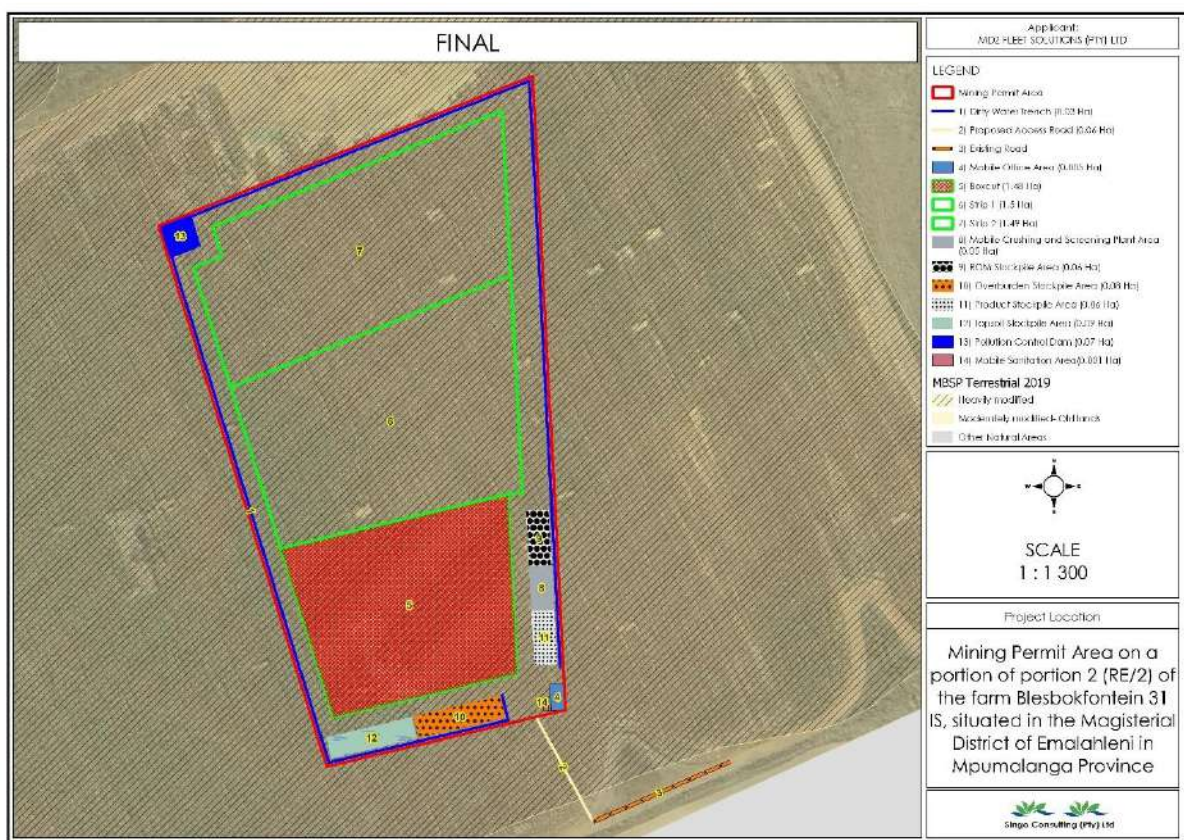 FINAL
Applicant:
MD2 FLEET SOLUTIONS (PTY) LTD
LEGEND
Mining Permit Area
1) Dirty Water Trench (0.03 Ha)
2) Proposed Access Road (0.06 Ha)
3) Existing Road
4) Mobile Office Area (0.005 Ha)
5) Boxcut (1.48 Ha)
6) Strip 1 (1.5 Ha)
7) Strip 2 (1.49 Ha)
8) Mobile Crushing and Screening Plant Area
(0.05 Ha)
9) ROM Stockpile Area (0.06 Ha)
10) Overburden Stockpile Area (0.08 Ha)
11) Product Stockpile Area (0.06 Ha)
12) Topsoil Stockpile Area (0.09 Ha)
13) Pollution Control Dam (0.07 Ha)
14) Mobile Sanitation Area(0.001 Ha)
MBSP Terrestrial 2019
Heavily modified
Moderately modified- Old lands
Other Natural Areas
N
W
E
S
SCALE
1 : 1 300
Project Location
Mining Permit Area on a
portion of portion 2 (RE/2) of
the farm Blesbokfontein 31
IS, situated in the Magisterial
District of Emalahleni in
Mpumalanga Province
Singo Consulting (Pty) Ltd
13
7
6
1
9
5
8
11
4
14
10
12
2
3